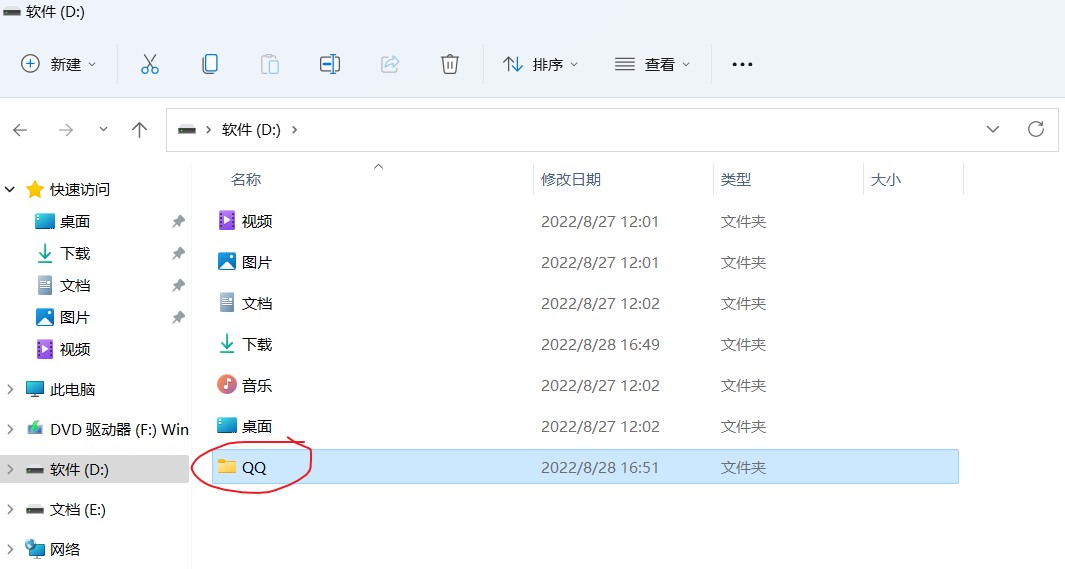 软件 (D:)
新建 排序 查看
软件 (D:)
名称 修改日期 类型 大小
快速访问
桌面
下载
文档
图片
视频
此电脑
DVD 驱动器 (F:) Win
软件 (D:)
文档 (E:)
网络
视频 2022/8/27 12:01 文件夹
图片 2022/8/27 12:01 文件夹
文档 2022/8/27 12:02 文件夹
下载 2022/8/28 16:49 文件夹
音乐 2022/8/27 12:02 文件夹
桌面 2022/8/27 12:02 文件夹
QQ 2022/8/28 16:51 文件夹